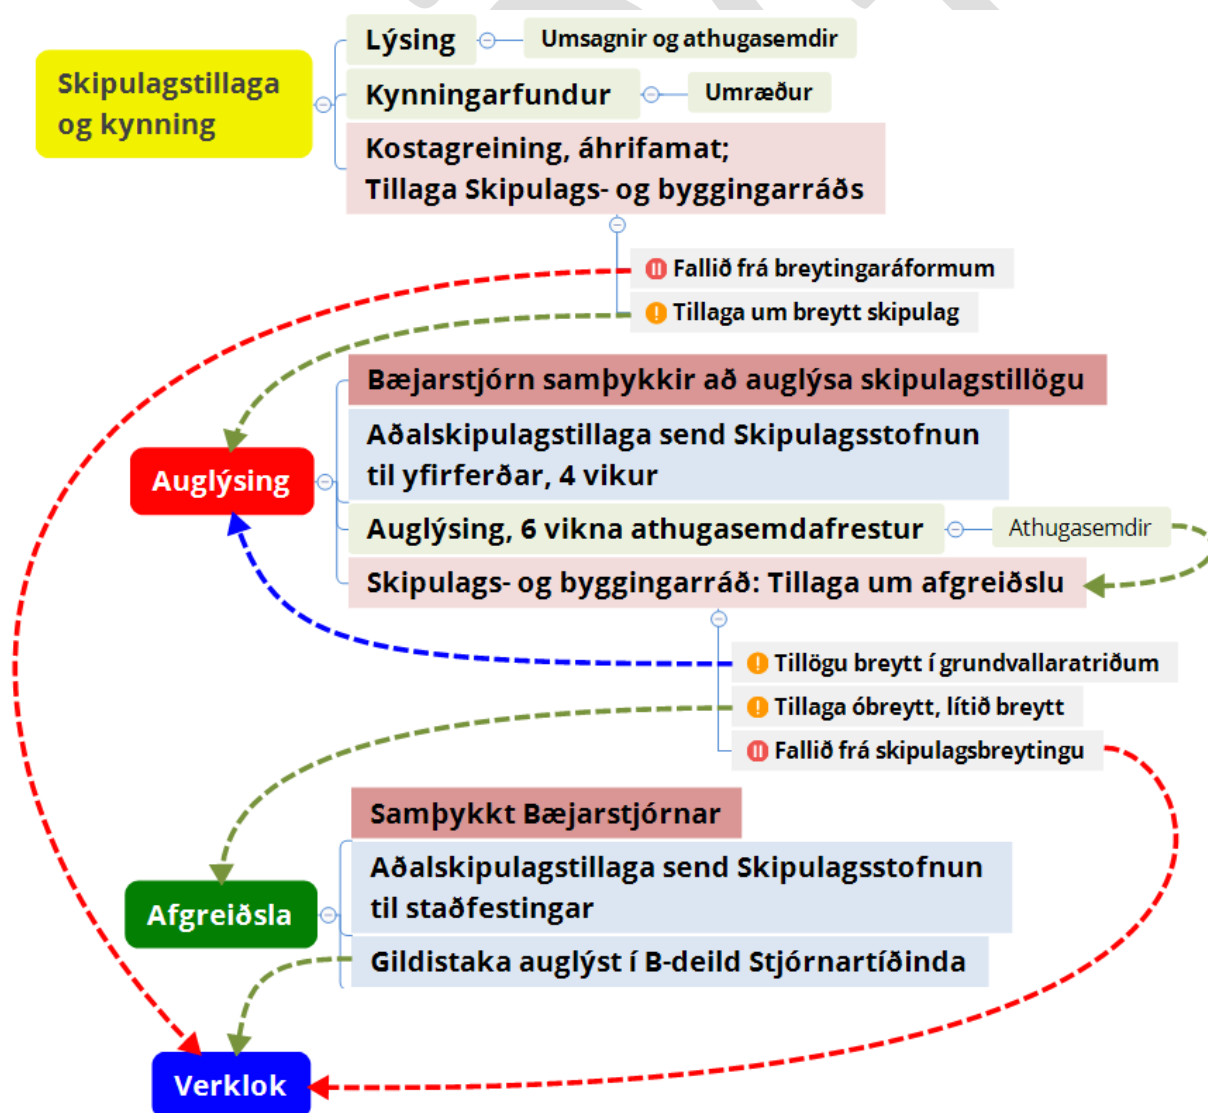 Skipulagstillaga
og kynning
Lýsing
Umsagnir og athugasemdir
Kynningarfundur
Umræður
Kostagreining, áhrifamat;
Tillaga Skipulags- og byggingarráðs
Fallið frá breytingaráformum
Tillaga um breytt skipulag
Auglýsing
Bæjarstjórn samþykkir að auglýsa skipulagstillögu
Aðalskipulagstillaga send Skipulagsstofnun
til yfirferðar, 4 vikur
Auglýsing, 6 vikna athugasemdafrestur
Athugasemdir
Skipulags- og byggingarráð: Tillaga um afgreiðslu
Tillögu breytt í grundvallaratriðum
Tillaga óbreytt, lítið breytt
Fallið frá skipulagsbreytingu
Afgreiðsla
Samþykkt Bæjarstjórnar
Aðalskipulagstillaga send Skipulagsstofnun
til staðfestingar
Gildistaka auglýst í B-deild Stjórnartíðinda
Verklok